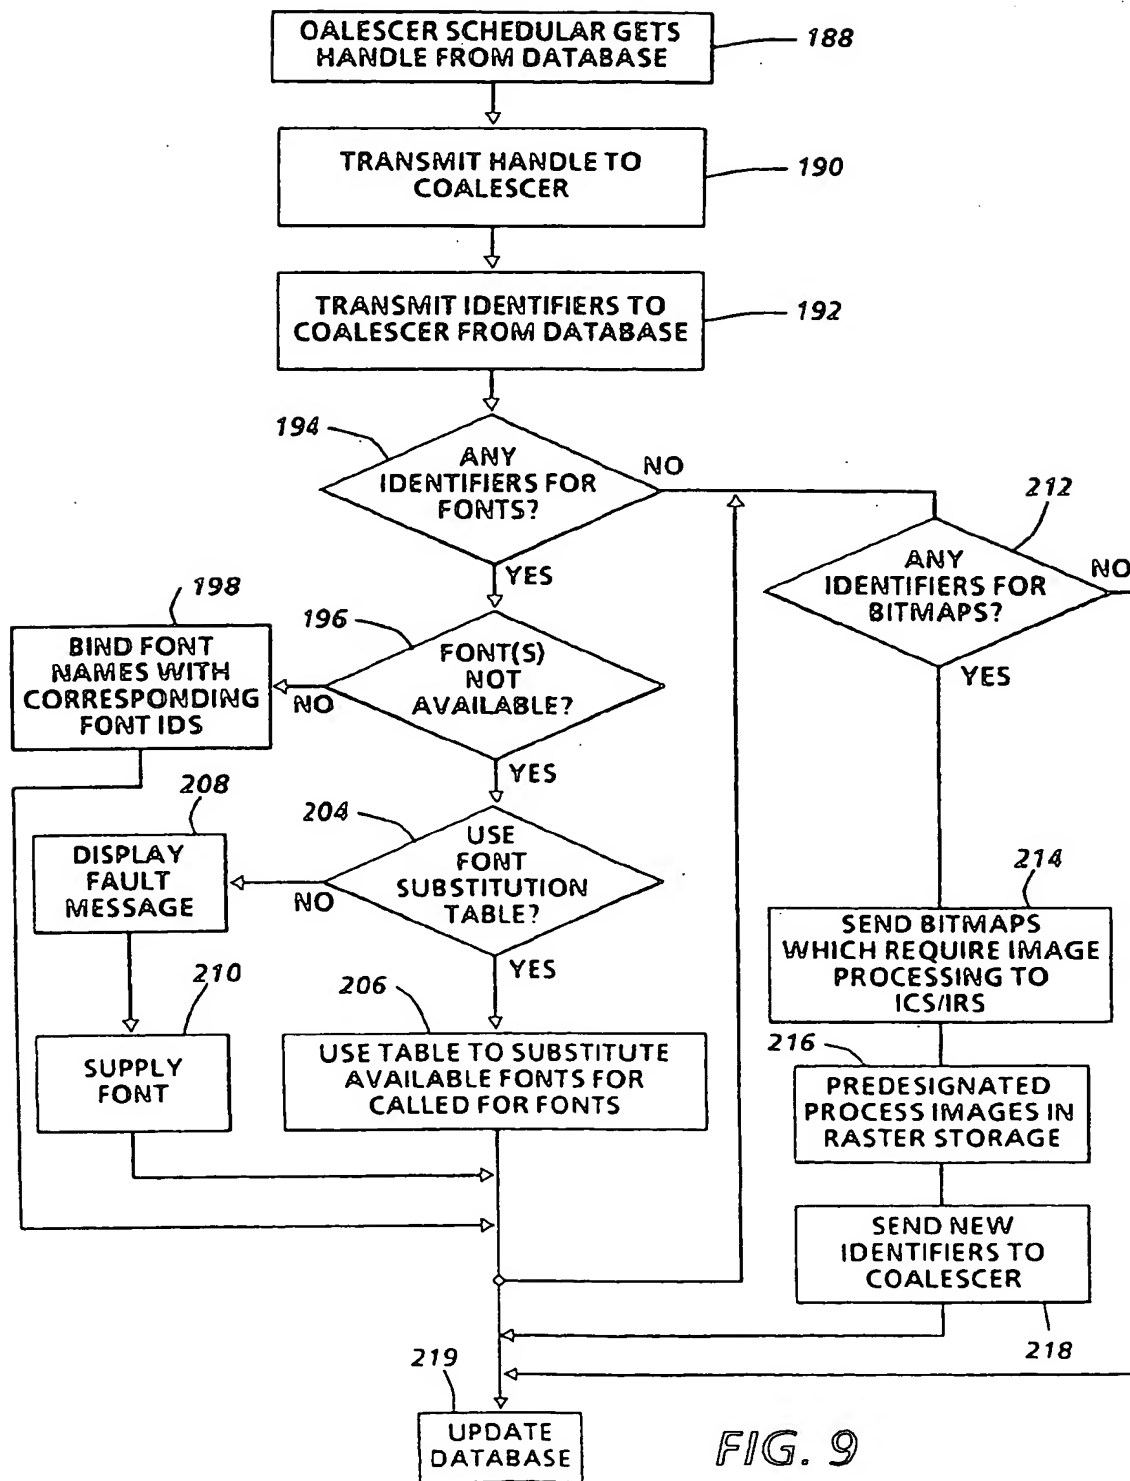 OALESCER SCHEDULAR GETS
HANDLE FROM DATABASE
188
TRANSMIT HANDLE TO
COALESCER
190
TRANSMIT IDENTIFIERS TO
COALESCER FROM DATABASE
192
194
ANY
IDENTIFIERS FOR
FONTS?
NO
YES
212
ANY
IDENTIFIERS FOR
BITMAPS?
NO
YES
198
BIND FONT
NAMES WITH
CORRESPONDING
FONT IDS
196
FONT(S)
NOT
AVAILABLE?
NO
YES
208
DISPLAY
FAULT
MESSAGE
204
USE
FONT
SUBSTITUTION
TABLE?
NO
YES
214
SEND BITMAPS
WHICH REQUIRE IMAGE
PROCESSING TO
ICS/IRS
210
SUPPLY
FONT
206
USE TABLE TO SUBSTITUTE
AVAILABLE FONTS FOR
CALLED FOR FONTS
216
PREDESIGNATED
PROCESS IMAGES IN
RASTER STORAGE
SEND NEW
IDENTIFIERS TO
COALESCER
218
219
UPDATE
DATABASE
FIG. 9